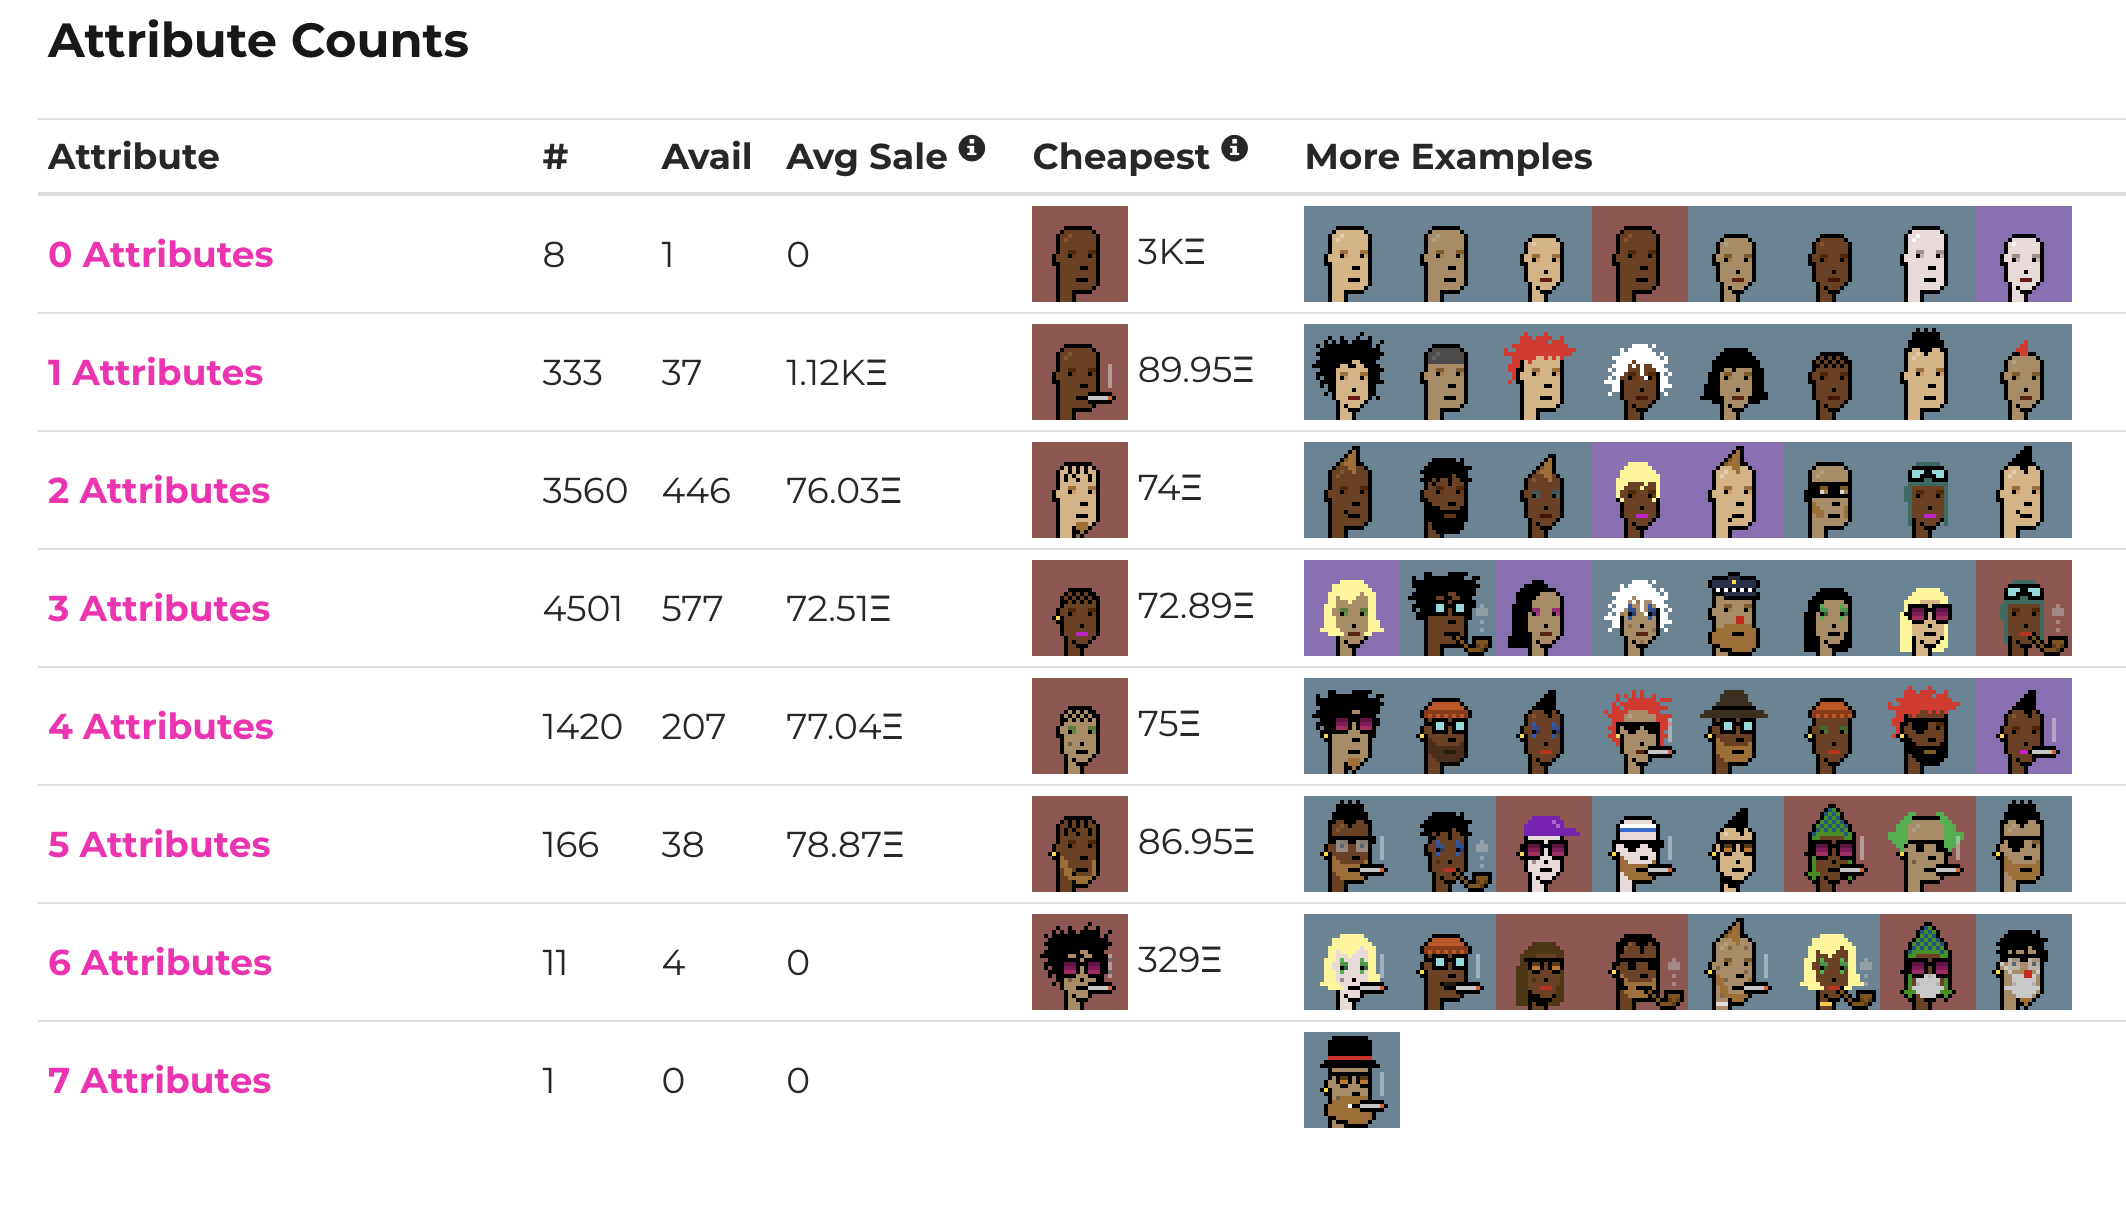 Attribute Counts
Attribute # Avail Avg Sale Cheapest More Examples
0 Attributes 8 1 0 3KΞ
1 Attributes 333 37 1.12KΞ 89.95Ξ
2 Attributes 3560 446 76.03Ξ 74Ξ
3 Attributes 4501 577 72.51Ξ 72.89Ξ
4 Attributes 1420 207 77.04Ξ 75Ξ
5 Attributes 166 38 78.87Ξ 86.95Ξ
6 Attributes 11 4 0 329Ξ
7 Attributes 1 0 0